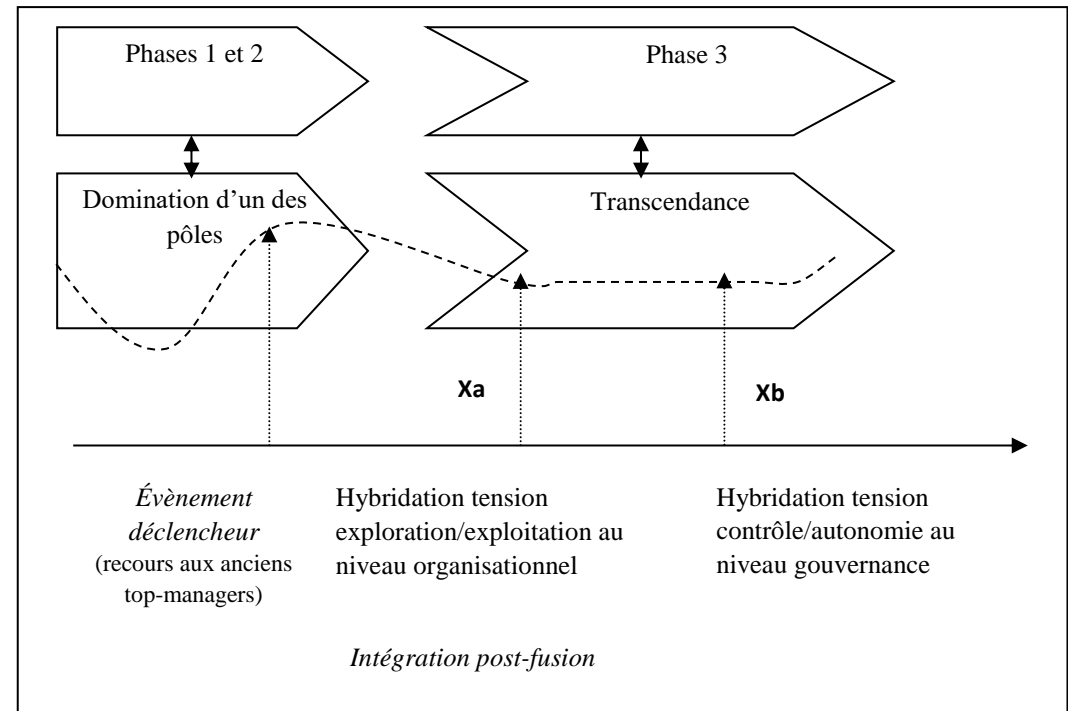 Phases 1 et 2
Phase 3
Domination d'un des
pôles
Transcendance
Xa
Xb
Évènement
déclencheur
(recours aux anciens
top-managers)
Hybridation tension
exploration/exploitation au
niveau organisationnel
Hybridation tension
contrôle/autonomie au
niveau gouvernance
Intégration post-fusion